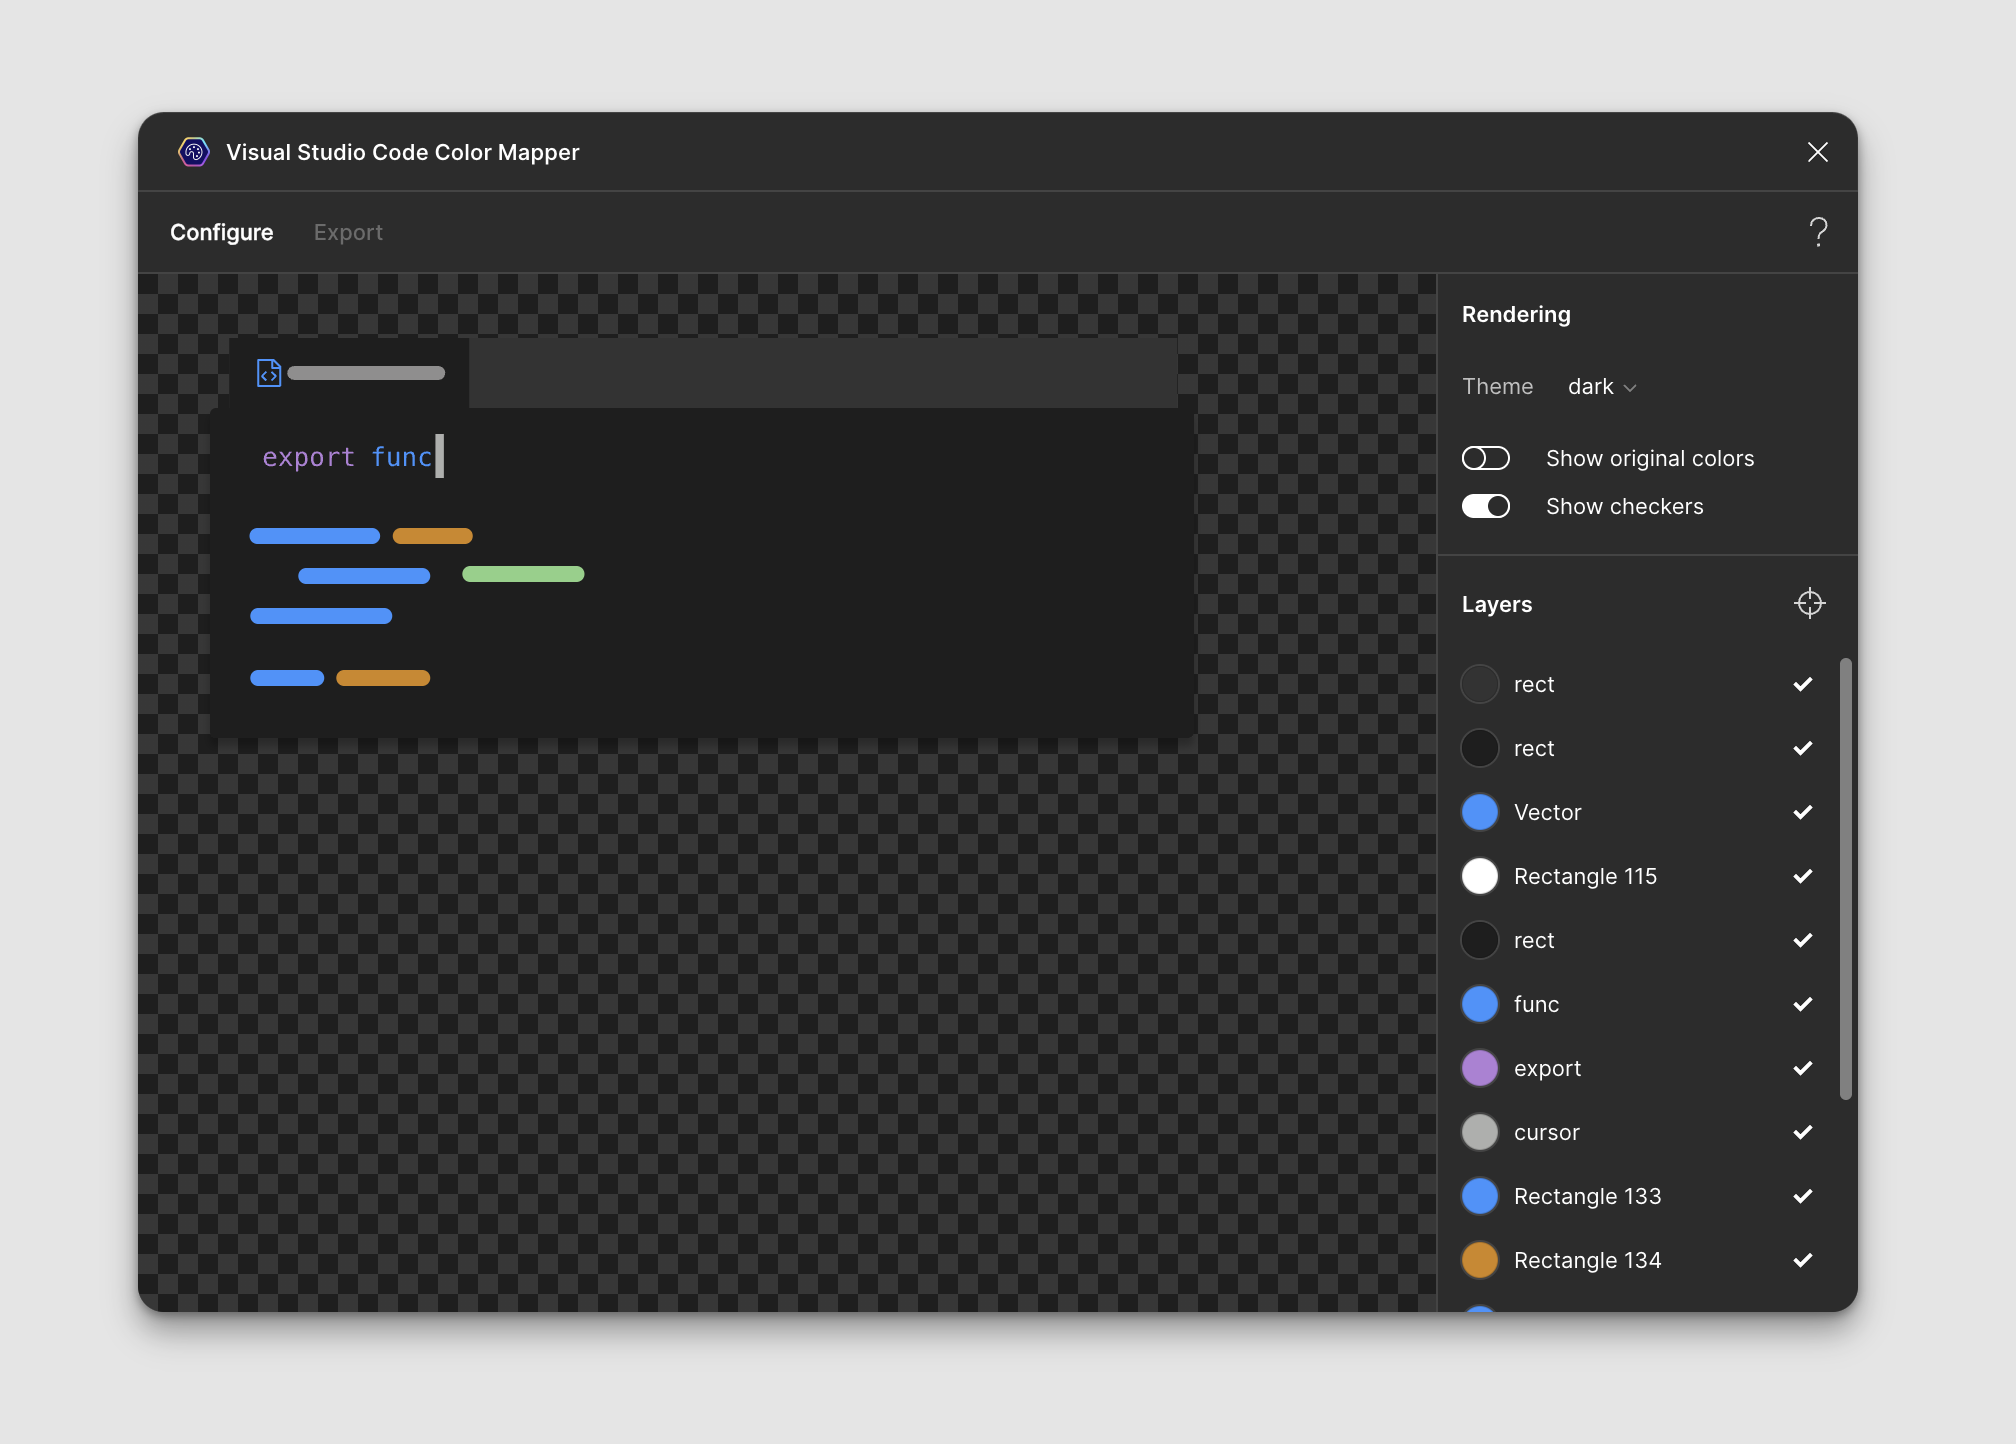 Visual Studio Code Color Mapper
Configure
Export
?
export func
Rendering
Theme dark
Show original colors
Show checkers
Layers
rect
rect
Vector
Rectangle 115
rect
func
export
cursor
Rectangle 133
Rectangle 134